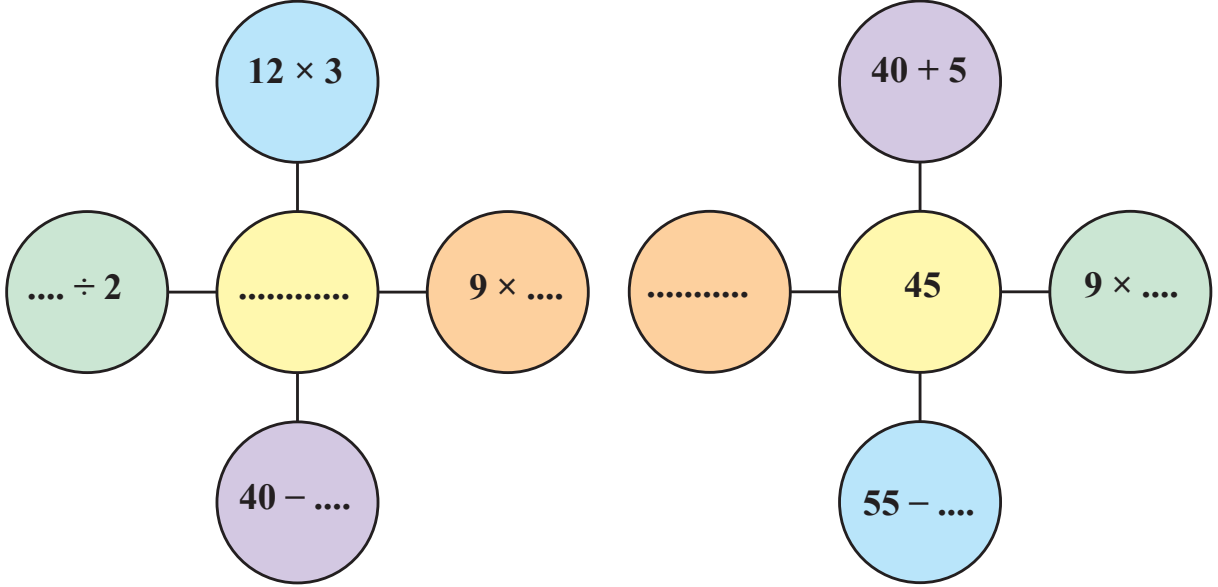 12 × 3
.... ÷ 2
............
9 × ....
40 − ....
40 + 5
...........
45
9 × ....
55 − ....